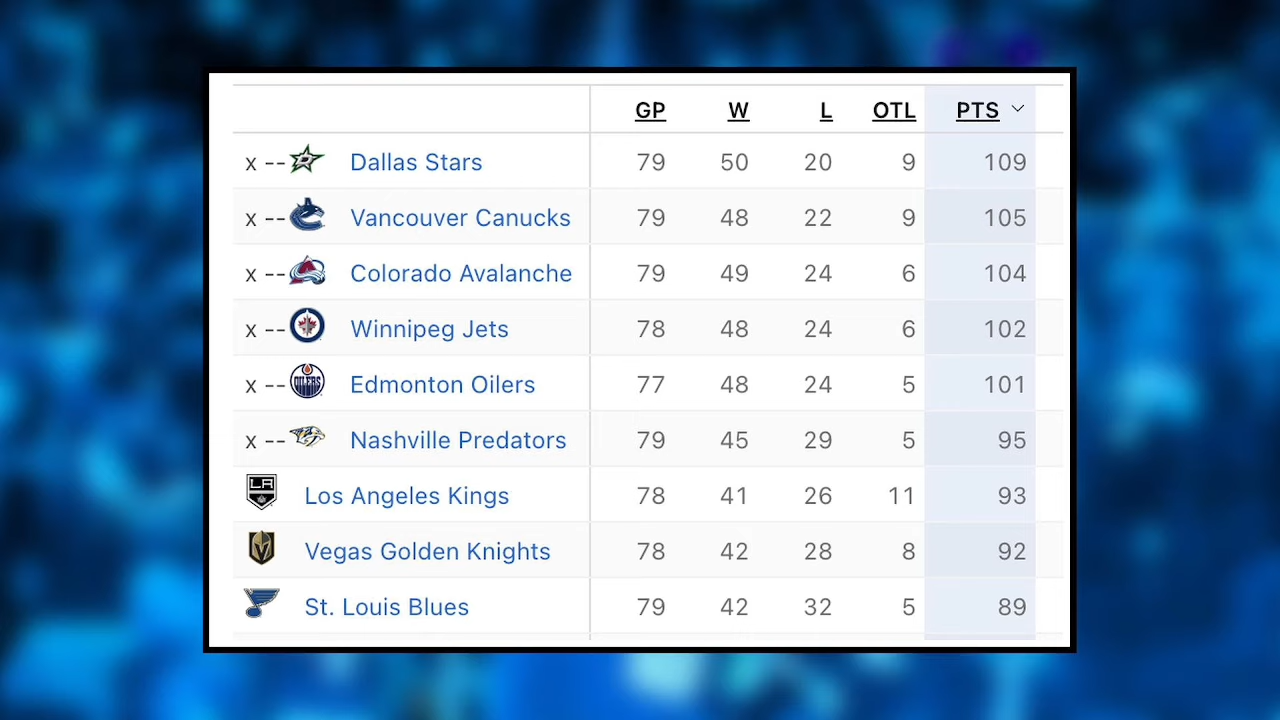 GP W L OTL PTS
x -- Dallas Stars 79 50 20 9 109
x -- Vancouver Canucks 79 48 22 9 105
x -- Colorado Avalanche 79 49 24 6 104
x -- Winnipeg Jets 78 48 24 6 102
x -- OILERS Edmonton Oilers 77 48 24 5 101
x -- Nashville Predators 79 45 29 5 95
LA Los Angeles Kings 78 41 26 11 93
Vegas Golden Knights 78 42 28 8 92
St. Louis Blues 79 42 32 5 89